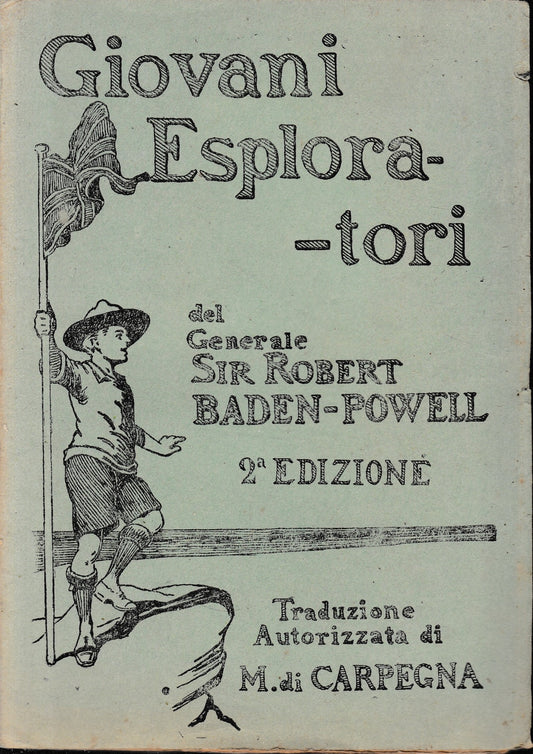 Giovani
Esplora-
-tori
del
Generale
SIR ROBERT
BADEN-POWELL
2ª EDIZIONE
Traduzione
Autorizzata di
M. di CARPEGNA